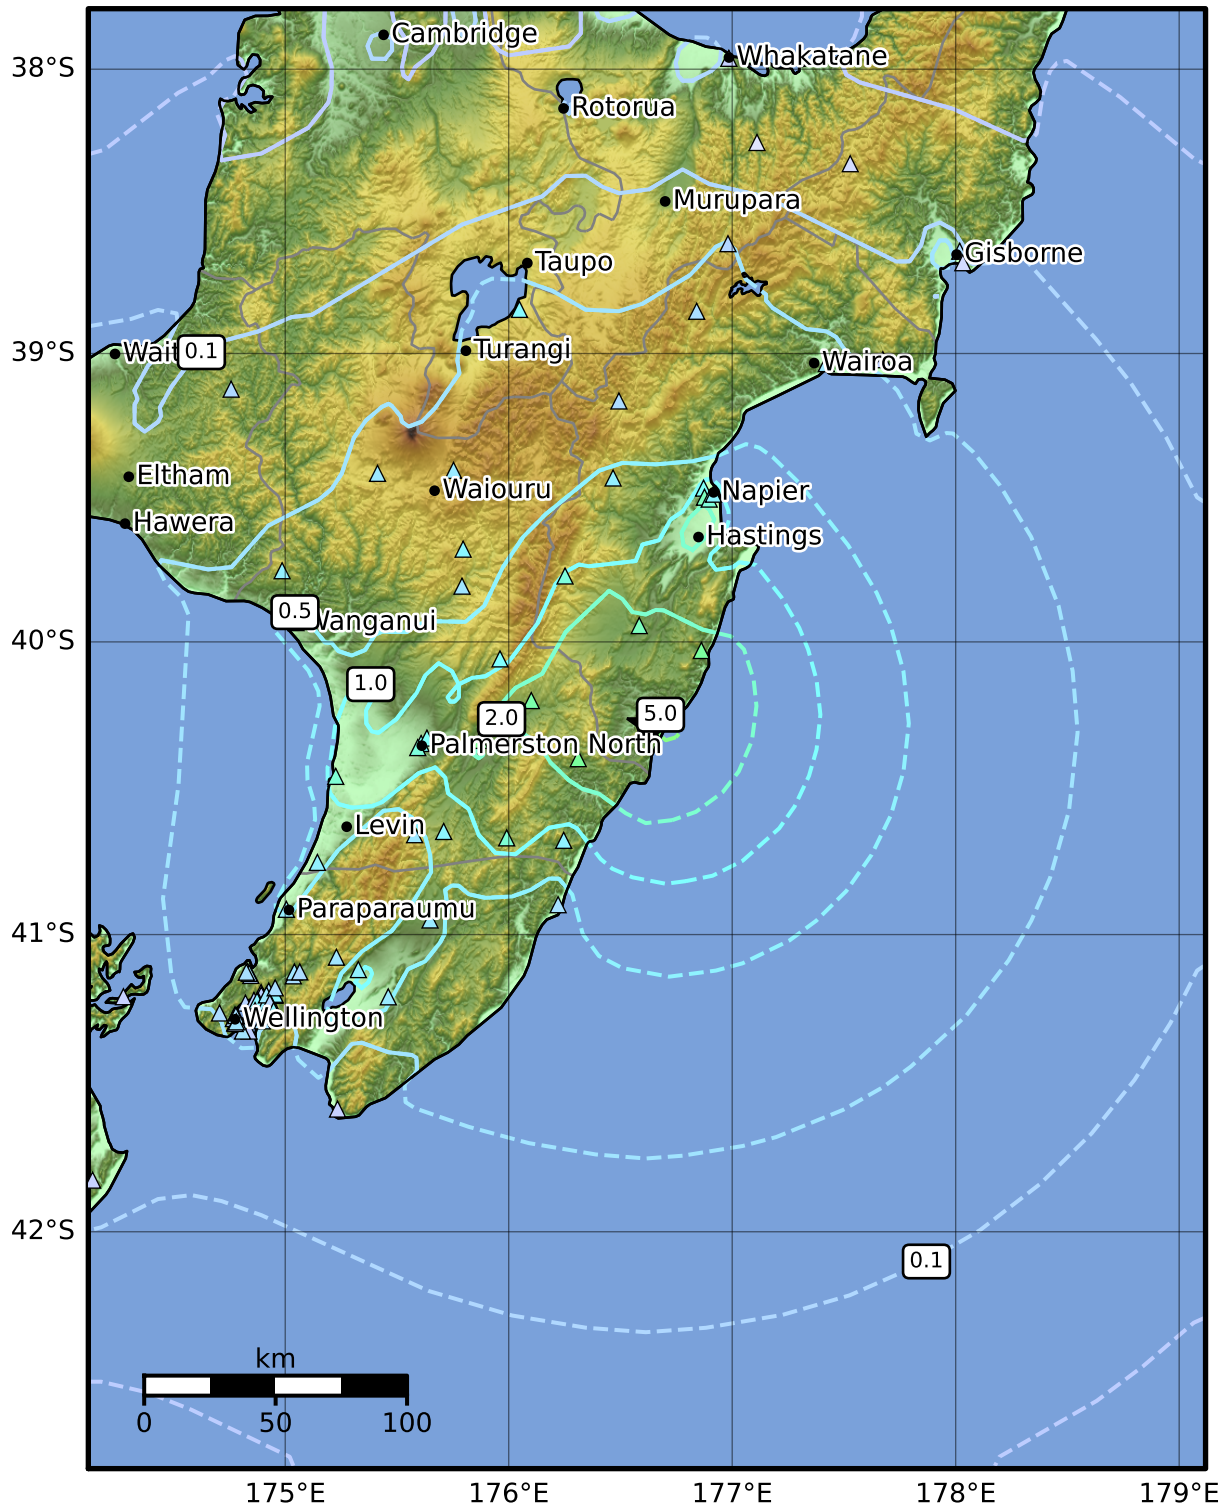 Cambridge
Whakatane
38°S
Rotorua
Murupara
Gisborne
Taupo
Turangi
Wait
0.1
39°S
Wairoa
Eltham
Waiouru
Napier
Hawera
Hastings
0.5
Wanganui
40°S
1.0
2.0
5.0
Palmerston North
Levin
Paraparaumu
41°S
Wellington
42°S
0.1
km
0 50 100
175°E 176°E 177°E 178°E 179°E